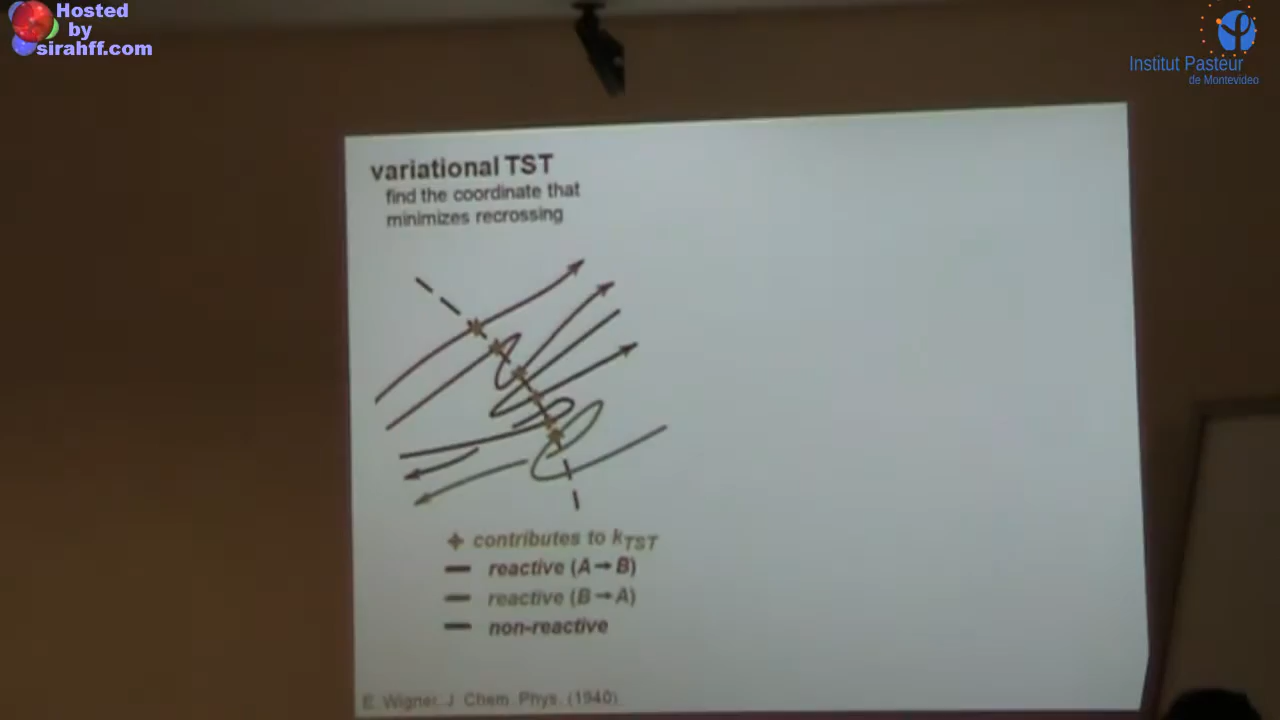 Hosted
by
sirahff.com
Institut Pasteur
de Montevideo
variational TST
find the coordinate that
minimizes recrossing
contributes to kTST
reactive (A→B)
reactive (B→A)
non-reactive
E. Wigner J. Chem. Phys. (1940)